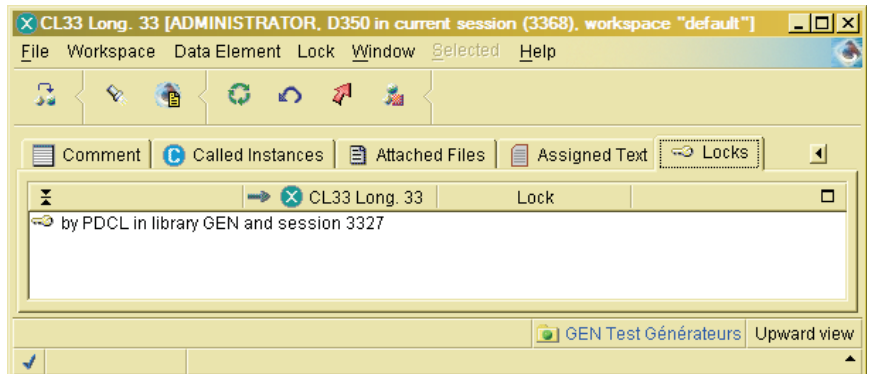 CL33 Long. 33 [ADMINISTRATOR, D350 in current session (3368), workspace "default"]
File Workspace Data Element Lock Window Selected Help
Comment Called Instances Attached Files Assigned Text Locks
CL33 Long. 33 Lock
by PDCL in library GEN and session 3327
GEN Test Générateurs Upward view